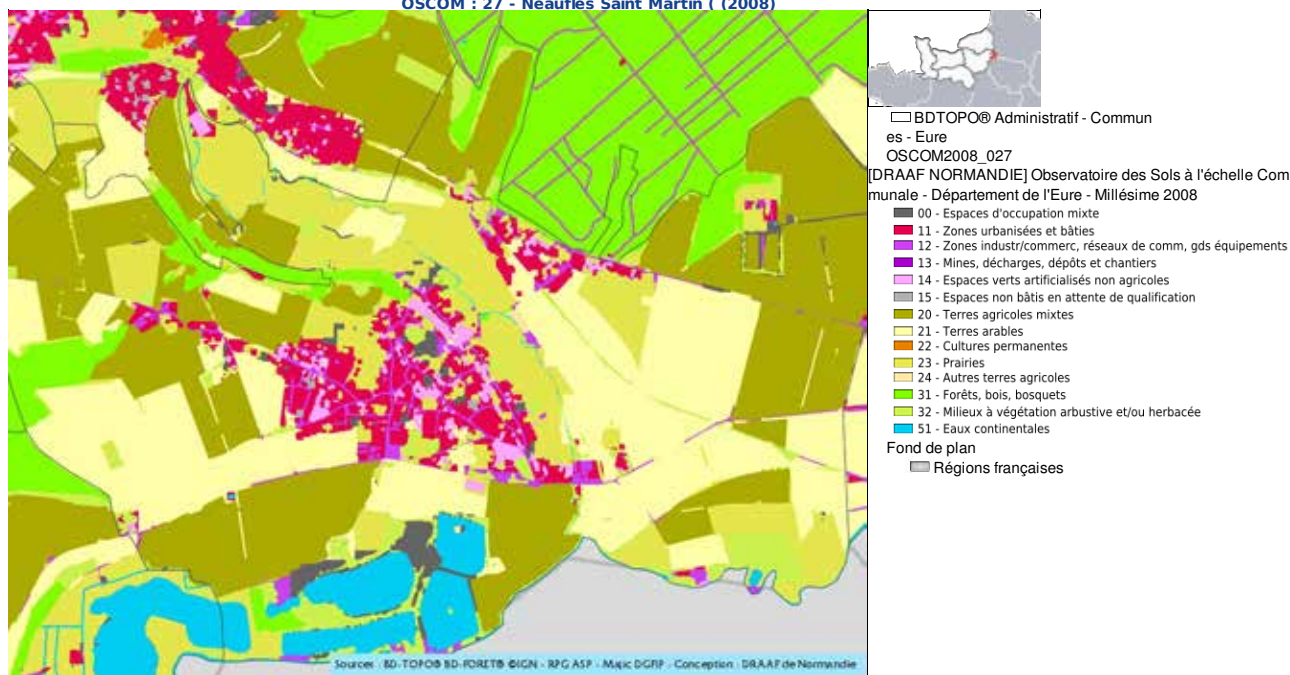 OSCOM : 27 - Neaufles Saint Martin ( (2008)
BDTOPO® Administratif - Commun
es - Eure
OSCOM2008_027
[DRAAF NORMANDIE] Observatoire des Sols à l'échelle Com
munale - Département de l'Eure - Millésime 2008
00 - Espaces d'occupation mixte
11 - Zones urbanisées et bâties
12 - Zones industr/commerc, réseaux de comm, gds équipements
13 - Mines, décharges, dépôts et chantiers
14 - Espaces verts artificialisés non agricoles
15 - Espaces non bâtis en attente de qualification
20 - Terres agricoles mixtes
21 - Terres arables
22 - Cultures permanentes
23 - Prairies
24 - Autres terres agricoles
31 - Forêts, bois, bosquets
32 - Milieux à végétation arbustive et/ou herbacée
51 - Eaux continentales
Fond de plan
Régions françaises
Sources : BD-TOPO® BD-FORET® ©IGN - RPG ASP - Majic DGFIP - Conception : DRAAF de Normandie